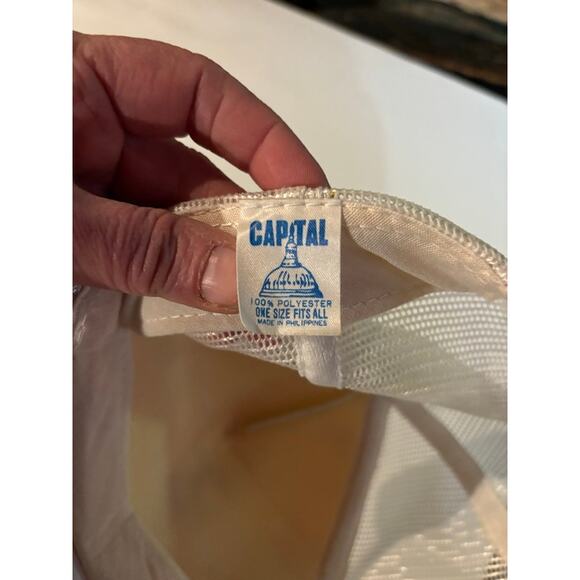 CAPITAL
100% POLYESTER
ONE SIZE FITS ALL
MADE IN PHILIPPINES